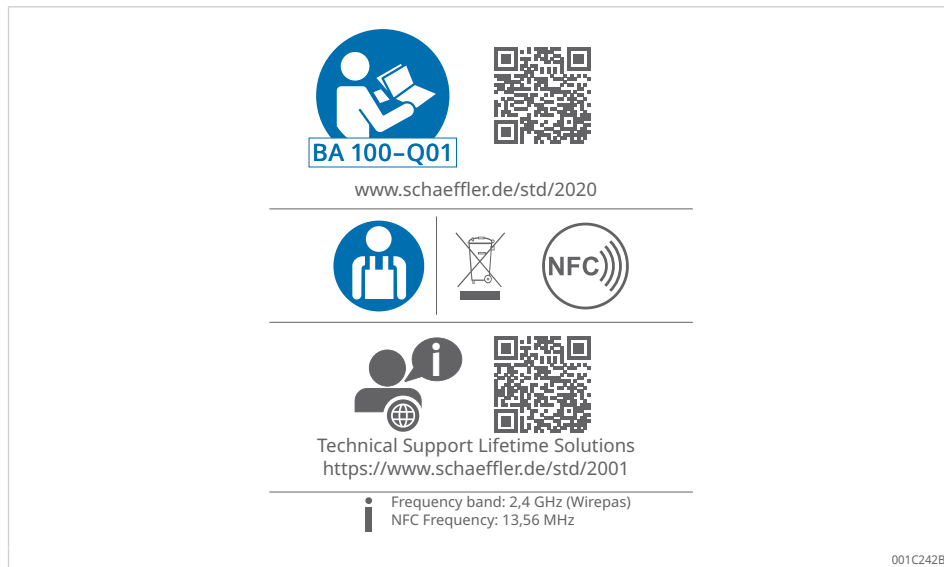 BA 100–Q01
www.schaeffler.de/std/2020
NFC
Technical Support Lifetime Solutions
https://www.schaeffler.de/std/2001
Frequency band: 2,4 GHz (Wirepas)
NFC Frequency: 13,56 MHz
001C242B